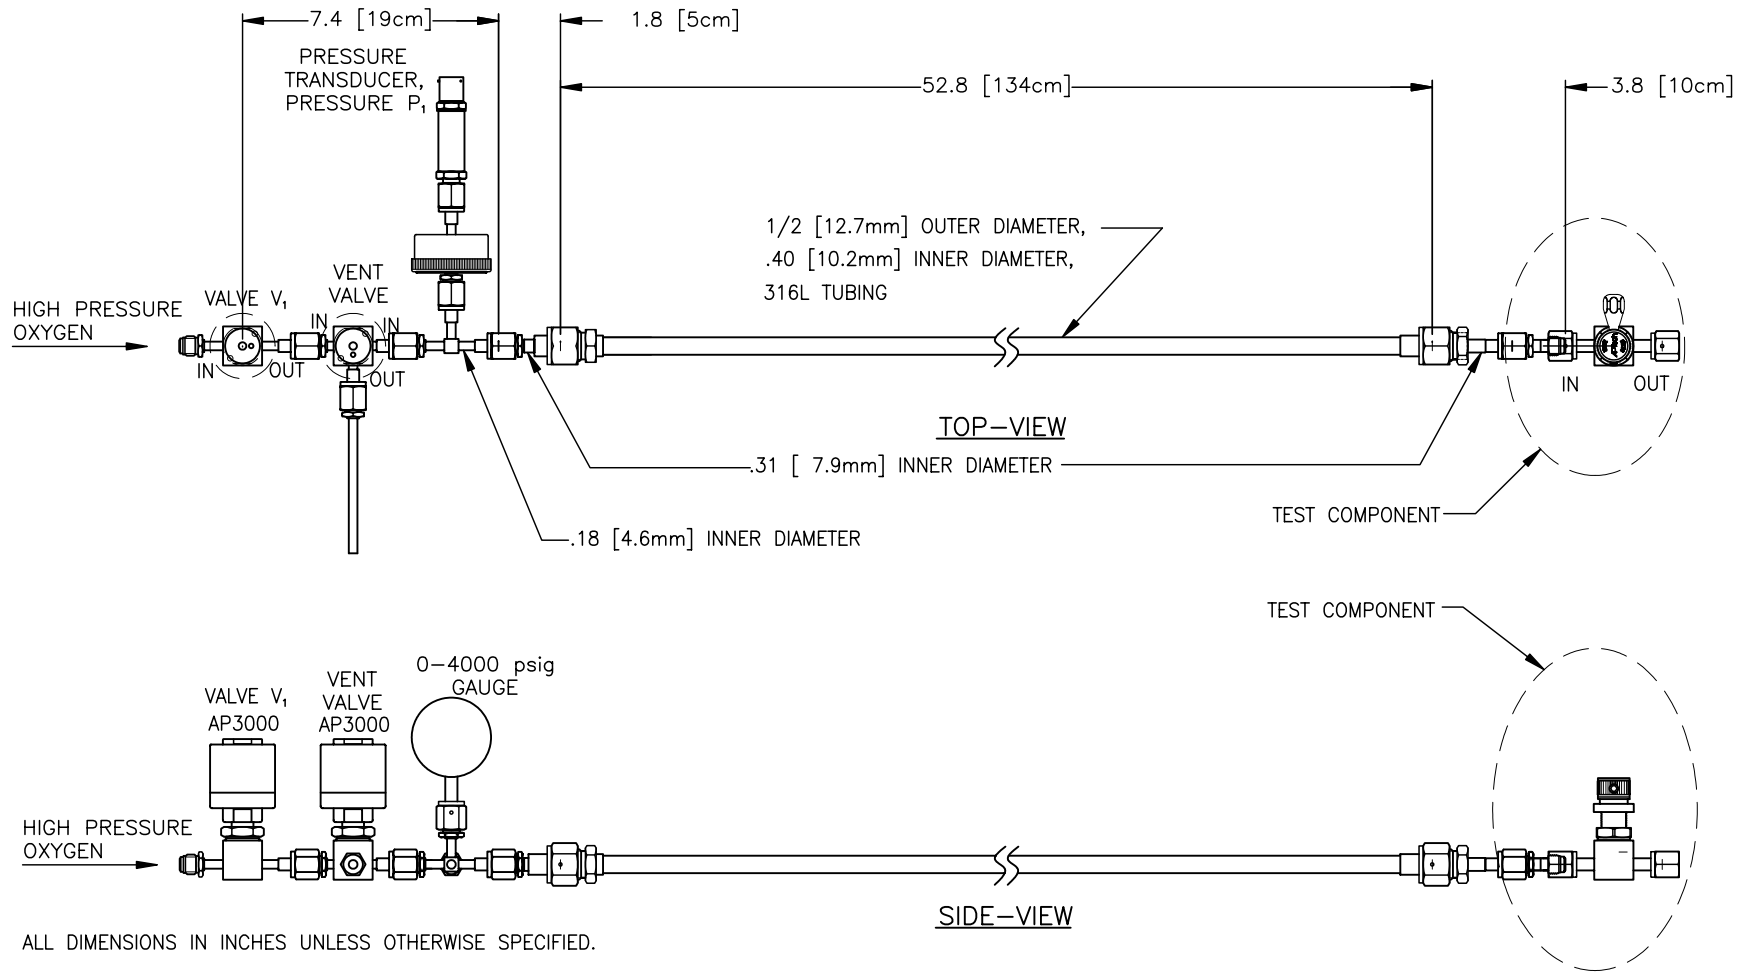 7.4 [19cm]
1.8 [5cm]
PRESSURE
TRANSDUCER,
PRESSURE P₁
52.8 [134cm]
3.8 [10cm]
1/2 [12.7mm] OUTER DIAMETER,
.40 [10.2mm] INNER DIAMETER,
316L TUBING
HIGH PRESSURE
OXYGEN
VALVE V₁
VENT
VALVE
IN
IN
IN
OUT
OUT
IN
OUT
TOP-VIEW
.31 [ 7.9mm] INNER DIAMETER
.18 [4.6mm] INNER DIAMETER
TEST COMPONENT
TEST COMPONENT
0-4000 psig
GAUGE
VALVE V₁
AP3000
VENT
VALVE
AP3000
HIGH PRESSURE
OXYGEN
SIDE-VIEW
ALL DIMENSIONS IN INCHES UNLESS OTHERWISE SPECIFIED.